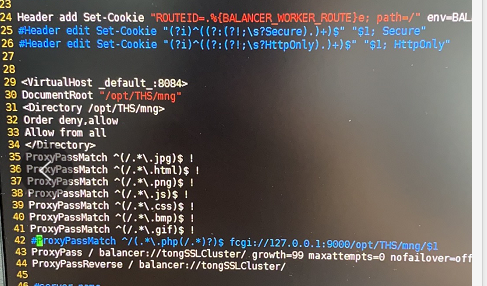 23
24 Header add Set-Cookie "ROUTEID=.%{BALANCER_WORKER_ROUTE}e; path=/" env=BAL
25 #Header edit Set-Cookie "(?i)^((?:(?!;\s?Secure).)+)$" "$1; Secure"
26 #Header edit Set-Cookie "(?i)^((?:(?!;\s?HttpOnly).)+)$" "$1; HttpOnly"
27
28
29 <VirtualHost _default_:8084>
30 DocumentRoot "/opt/THS/mng"
31 <Directory /opt/THS/mng>
32 Order deny,allow
33 Allow from all
34 </Directory>
35 ProxyPassMatch ^(/.*\.jpg)$ !
36 ProxyPassMatch ^(/.*\.html)$ !
37 ProxyPassMatch ^(/.*\.png)$ !
38 ProxyPassMatch ^(/.*\.js)$ !
39 ProxyPassMatch ^(/.*\.css)$ !
40 ProxyPassMatch ^(/.*\.bmp)$ !
41 ProxyPassMatch ^(/.*\.gif)$ !
42 #ProxyPassMatch ^/(.*\.php(/.*)?)$ fcgi://127.0.0.1:9000/opt/THS/mng/$1
43 ProxyPass / balancer://tongSSLCluster/ growth=99 maxattempts=0 nofailover=off
44 ProxyPassReverse / balancer://tongSSLCluster/
45
46 #server name